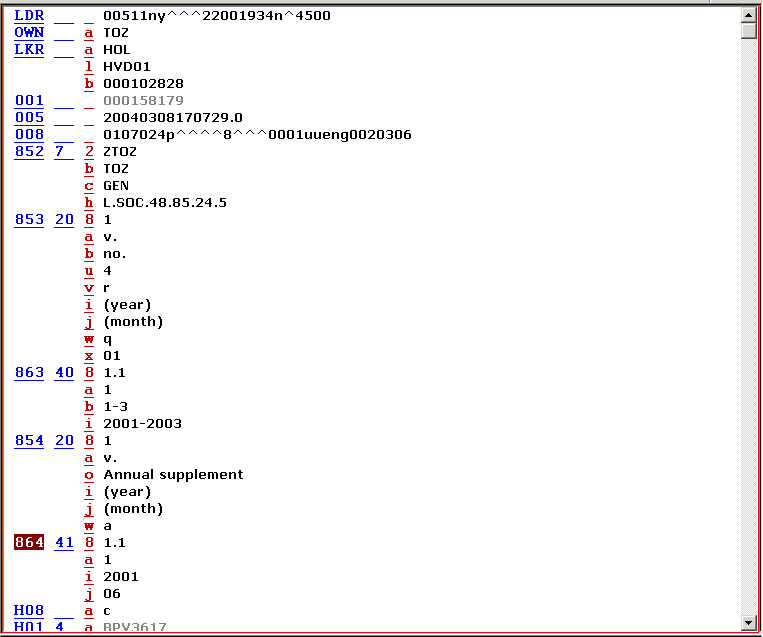 LDR __ _ 00511ny^^^22001934n^4500
OWN __ a TOZ
LKR __ a HOL
l HVD01
b 000102828
001 __ _ 000158179
005 __ _ 20040308170729.0
008 __ _ 0107024p^^^^8^^^0001uueng0020306
852 7_ 2 ZTOZ
b TOZ
c GEN
h L.SOC.48.85.24.5
853 20 8 1
a v.
b no.
u 4
v r
i (year)
j (month)
w q
x 01
863 40 8 1.1
a 1
b 1-3
i 2001-2003
854 20 8 1
a v.
o Annual supplement
i (year)
j (month)
w a
864 41 8 1.1
a 1
i 2001
j 06
H08 __ a c
H01 4_ a BPV3617